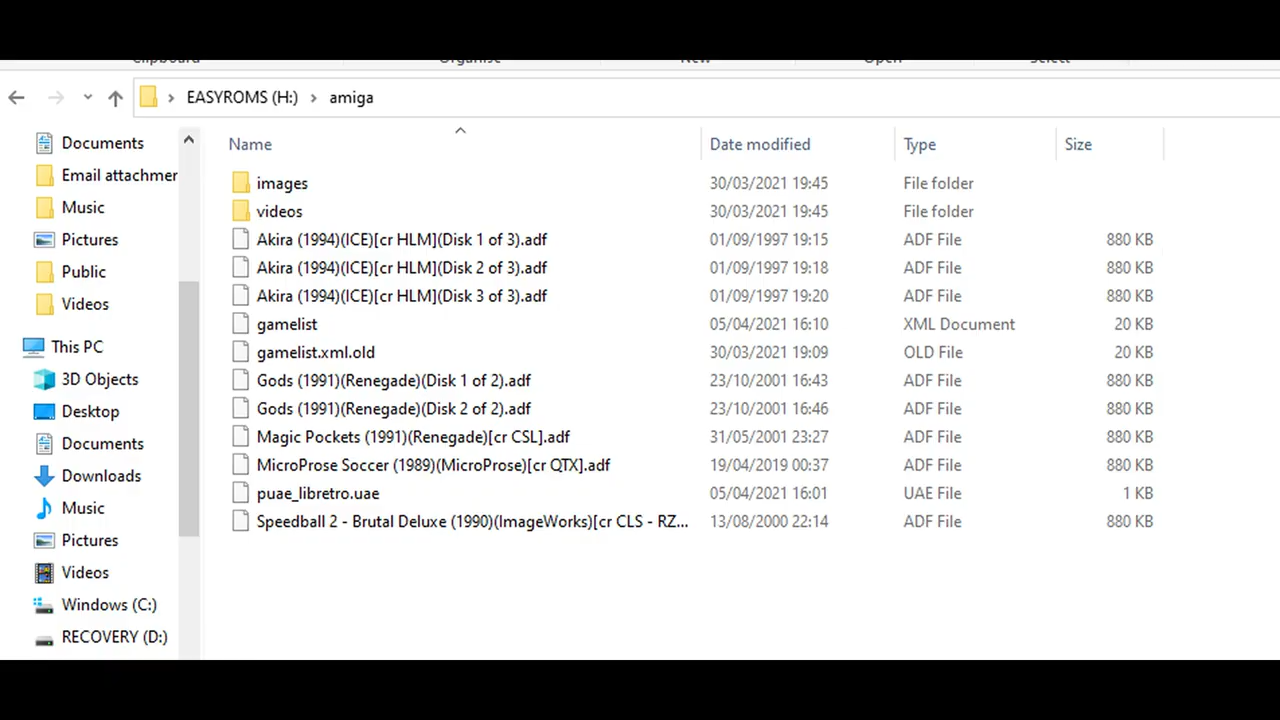 Clipboard Organise New Open Select
EASYROMS (H:) > amiga
Documents
Email attachmer
Music
Pictures
Public
Videos
This PC
3D Objects
Desktop
Documents
Downloads
Music
Pictures
Videos
Windows (C:)
RECOVERY (D:)
Name Date modified Type Size
images 30/03/2021 19:45 File folder
videos 30/03/2021 19:45 File folder
Akira (1994)(ICE)[cr HLM](Disk 1 of 3).adf 01/09/1997 19:15 ADF File 880 KB
Akira (1994)(ICE)[cr HLM](Disk 2 of 3).adf 01/09/1997 19:18 ADF File 880 KB
Akira (1994)(ICE)[cr HLM](Disk 3 of 3).adf 01/09/1997 19:20 ADF File 880 KB
gamelist 05/04/2021 16:10 XML Document 20 KB
gamelist.xml.old 30/03/2021 19:09 OLD File 20 KB
Gods (1991)(Renegade)(Disk 1 of 2).adf 23/10/2001 16:43 ADF File 880 KB
Gods (1991)(Renegade)(Disk 2 of 2).adf 23/10/2001 16:46 ADF File 880 KB
Magic Pockets (1991)(Renegade)[cr CSL].adf 31/05/2001 23:27 ADF File 880 KB
MicroProse Soccer (1989)(MicroProse)[cr QTX].adf 19/04/2019 00:37 ADF File 880 KB
puae_libretro.uae 05/04/2021 16:01 UAE File 1 KB
Speedball 2 - Brutal Deluxe (1990)(ImageWorks)[cr CLS - RZ... 13/08/2000 22:14 ADF File 880 KB